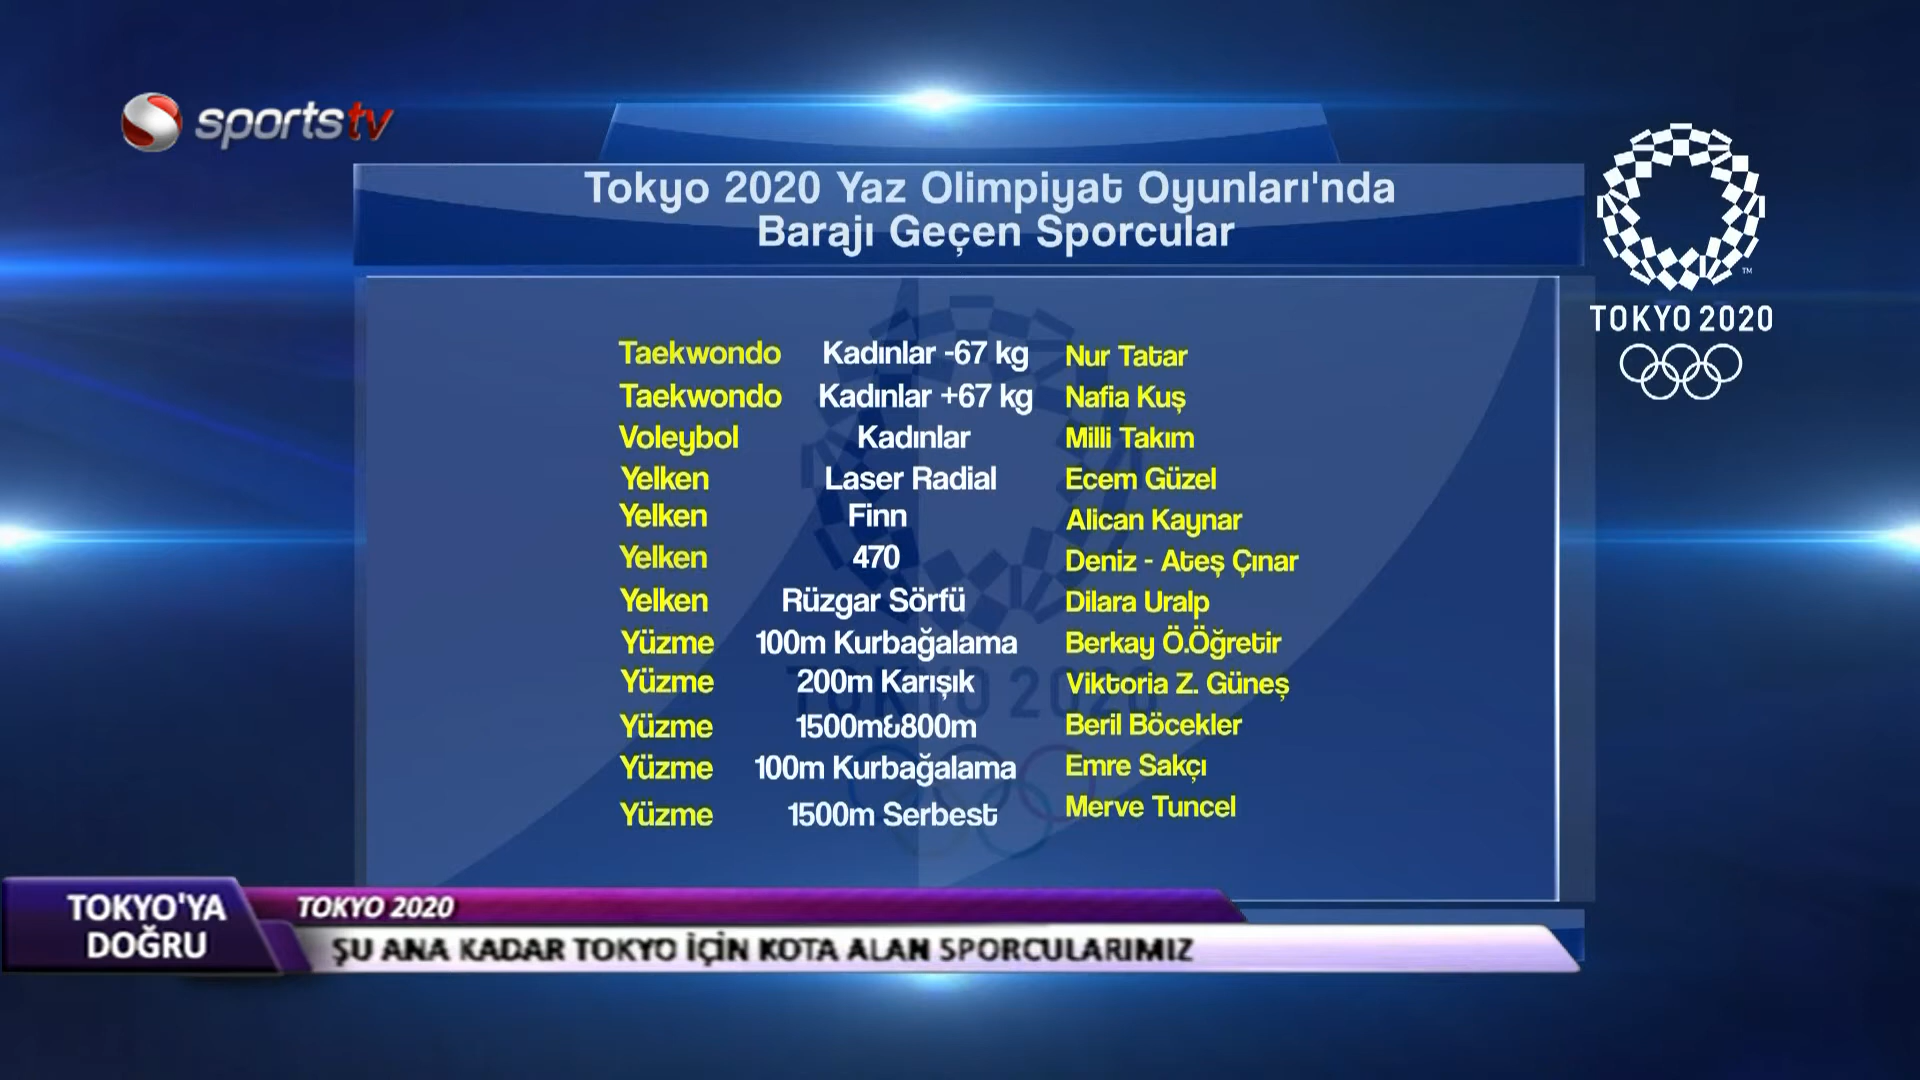 sportstv
Tokyo 2020 Yaz Olimpiyat Oyunları'nda
Barajı Geçen Sporcular
TM
TOKYO 2020
Taekwondo Kadınlar -67 kg Nur Tatar
Taekwondo Kadınlar +67 kg Nafia Kuş
Voleybol Kadınlar Milli Takım
Yelken Laser Radial Ecem Güzel
Yelken Finn Alican Kaynar
Yelken 470 Deniz - Ateş Çınar
Yelken Rüzgar Sörfü Dilara Uralp
Yüzme 100m Kurbağalama Berkay Ö.Öğretir
Yüzme 200m Karışık Viktoria Z. Güneş
Yüzme 1500m&800m Beril Böcekler
Yüzme 100m Kurbağalama Emre Sakçı
Yüzme 1500m Serbest Merve Tuncel
TOKYO 2020
TOKYO'YA
DOĞRU
TOKYO 2020
ŞU ANA KADAR TOKYO İÇİN KOTA ALAN SPORCULARIMIZ